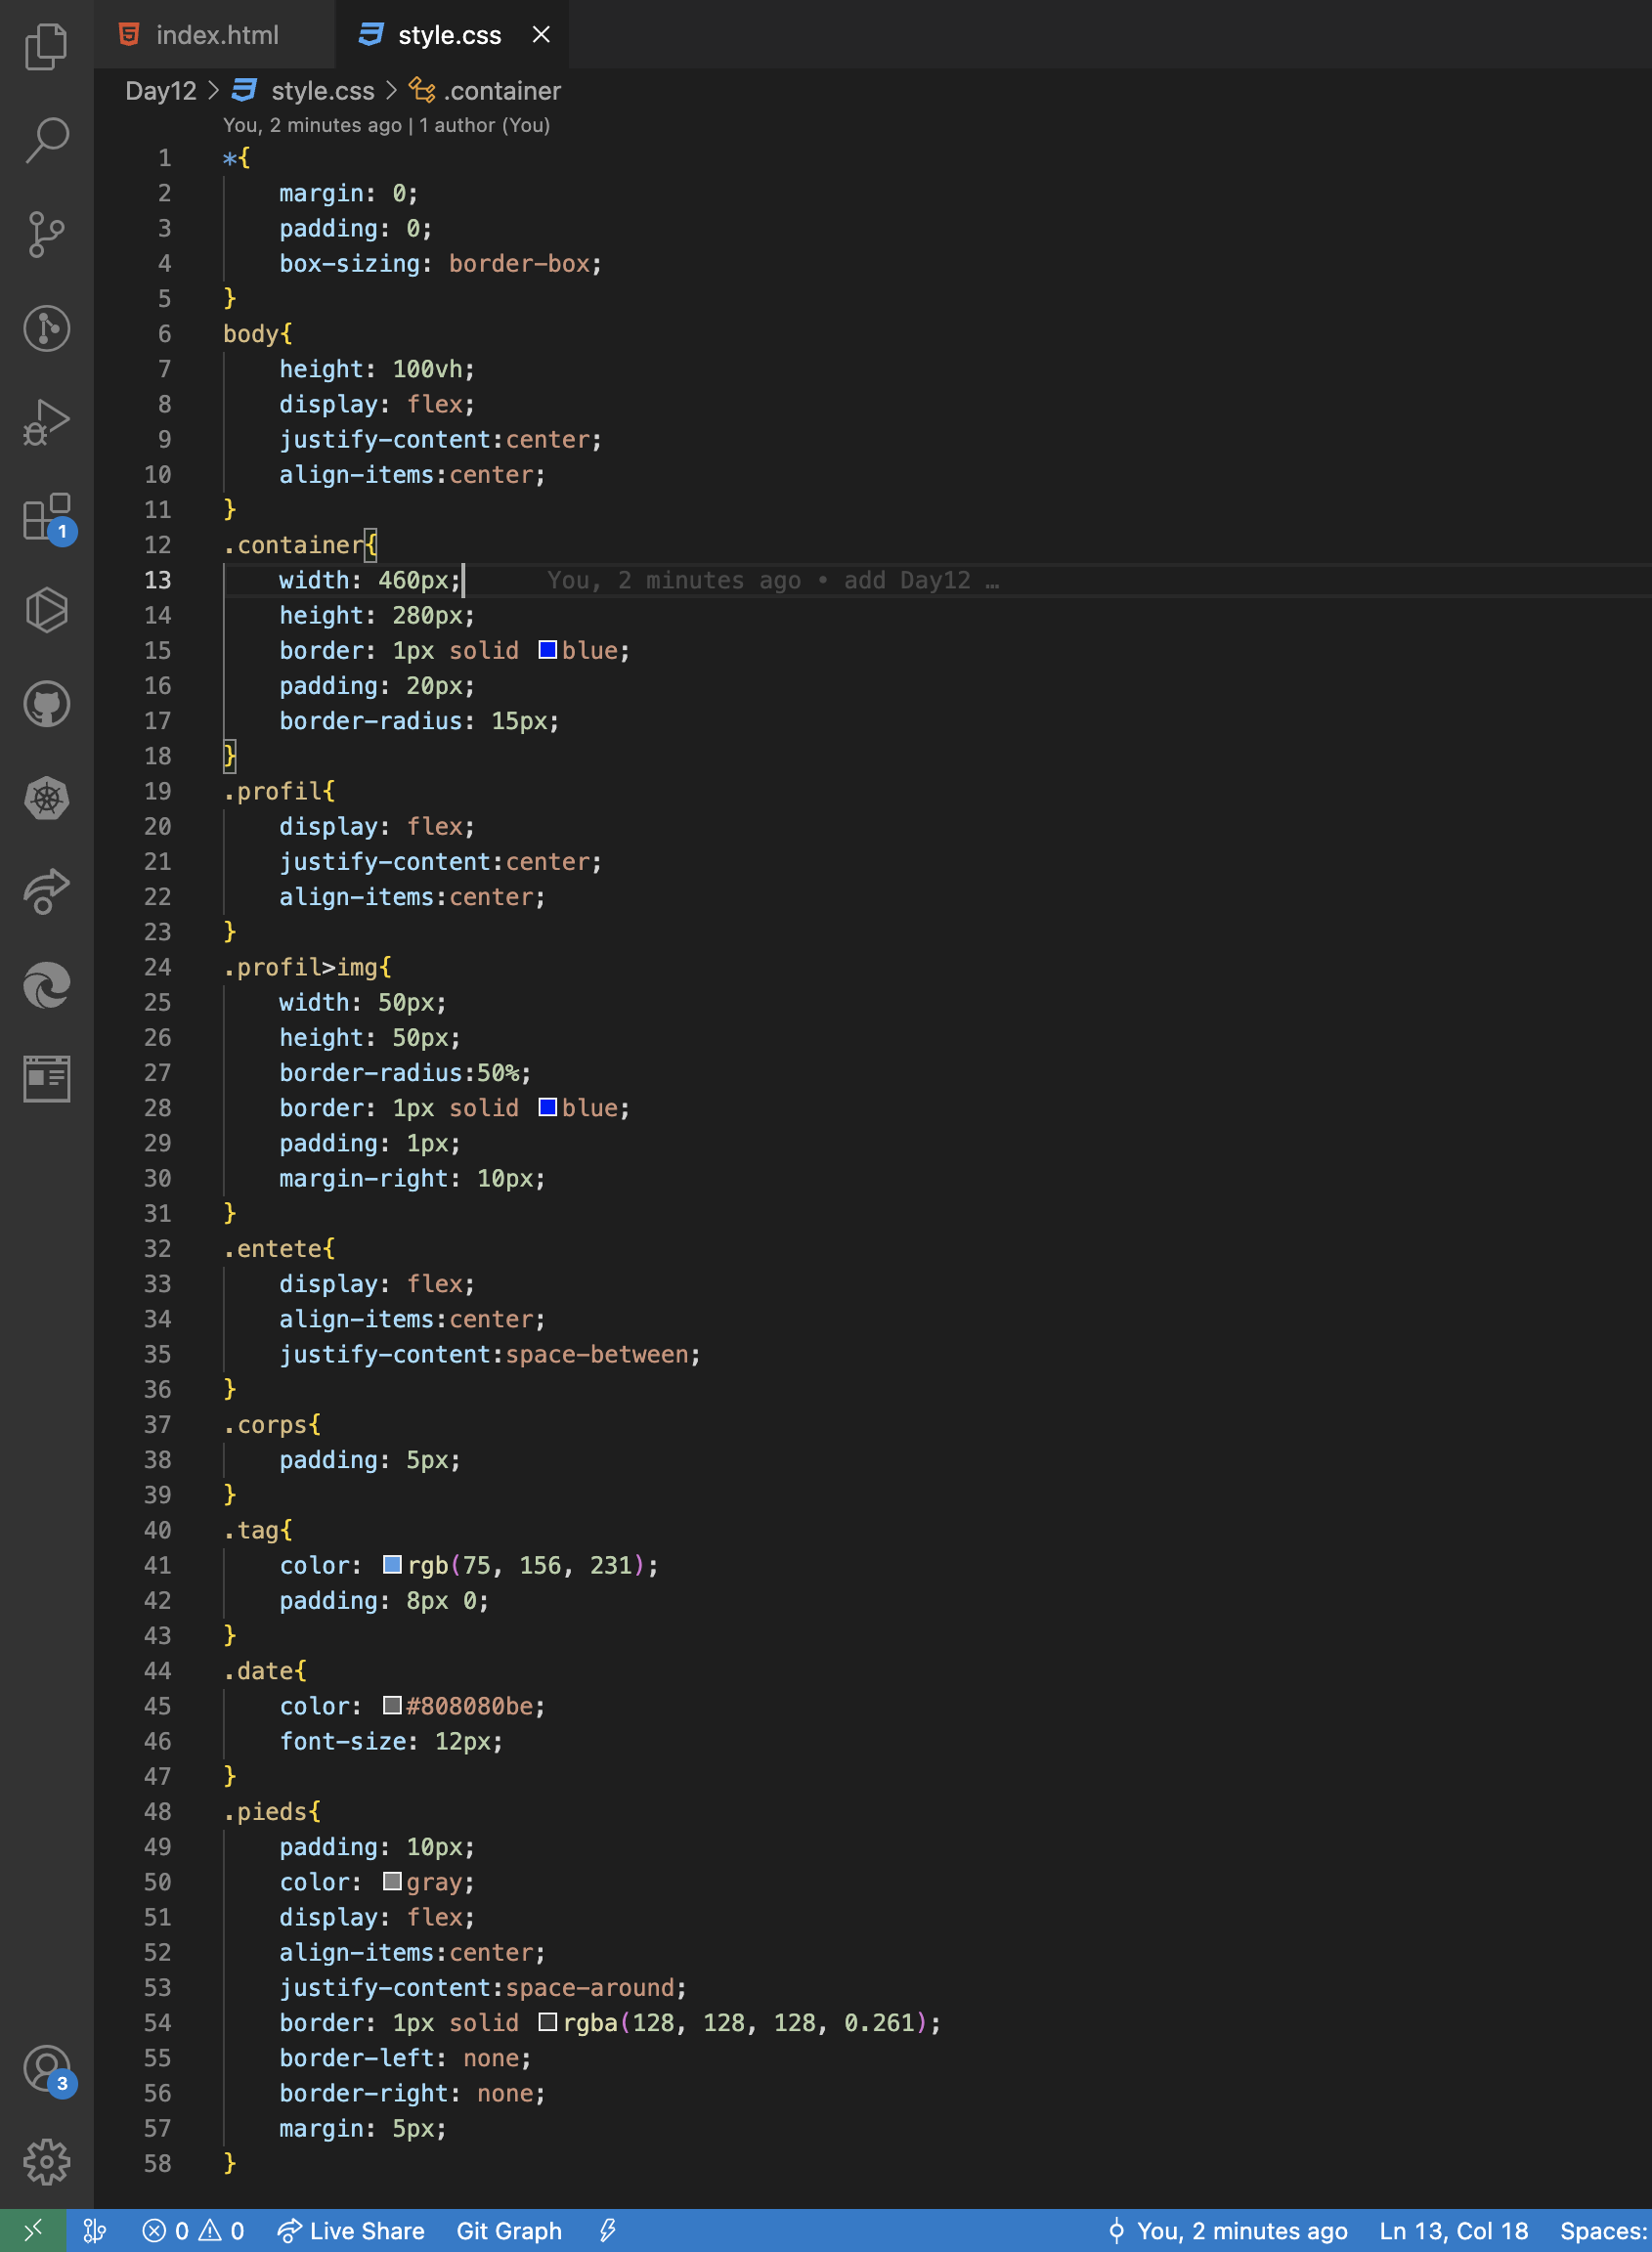 index.html style.css
Day12 > style.css > .container
You, 2 minutes ago | 1 author (You)
1 *{
2 margin: 0;
3 padding: 0;
4 box-sizing: border-box;
5 }
6 body{
7 height: 100vh;
8 display: flex;
9 justify-content:center;
10 align-items:center;
11 }
12 .container{
13 width: 460px; You, 2 minutes ago • add Day12 …
14 height: 280px;
15 border: 1px solid blue;
16 padding: 20px;
17 border-radius: 15px;
18 }
19 .profil{
20 display: flex;
21 justify-content:center;
22 align-items:center;
23 }
24 .profil>img{
25 width: 50px;
26 height: 50px;
27 border-radius:50%;
28 border: 1px solid blue;
29 padding: 1px;
30 margin-right: 10px;
31 }
32 .entete{
33 display: flex;
34 align-items:center;
35 justify-content:space-between;
36 }
37 .corps{
38 padding: 5px;
39 }
40 .tag{
41 color: rgb(75, 156, 231);
42 padding: 8px 0;
43 }
44 .date{
45 color: #808080be;
46 font-size: 12px;
47 }
48 .pieds{
49 padding: 10px;
50 color: gray;
51 display: flex;
52 align-items:center;
53 justify-content:space-around;
54 border: 1px solid rgba(128, 128, 128, 0.261);
55 border-left: none;
56 border-right: none;
57 margin: 5px;
58 }
1
3
0 0 Live Share Git Graph You, 2 minutes ago Ln 13, Col 18 Spaces: